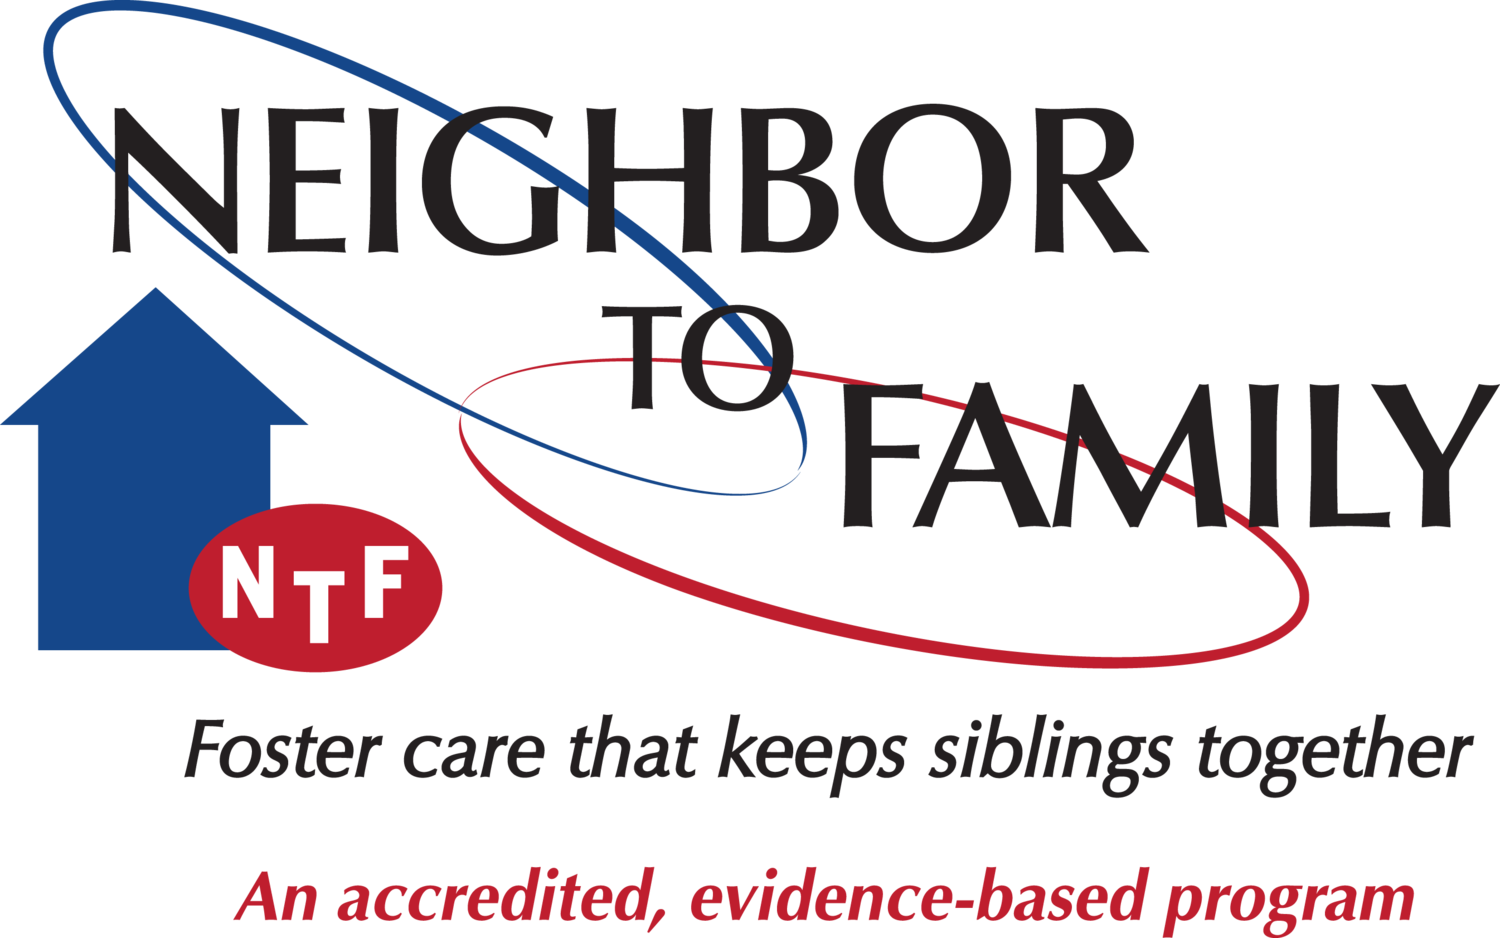 NEIGHBOR
TO
FAMILY
NTF
Foster care that keeps siblings together
An accredited, evidence-based program